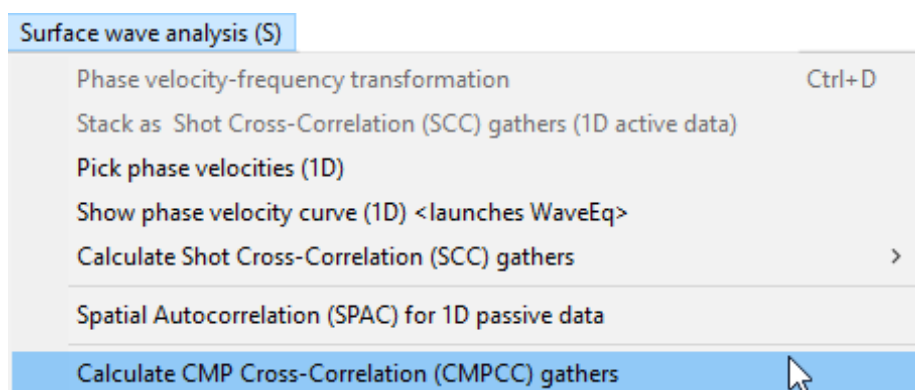 Surface wave analysis (S)
Phase velocity-frequency transformation Ctrl+D
Stack as  Shot Cross-Correlation (SCC) gathers (1D active data)
Pick phase velocities (1D)
Show phase velocity curve (1D) <launches WaveEq>
Calculate Shot Cross-Correlation (SCC) gathers >
Spatial Autocorrelation (SPAC) for 1D passive data
Calculate CMP Cross-Correlation (CMPCC) gathers